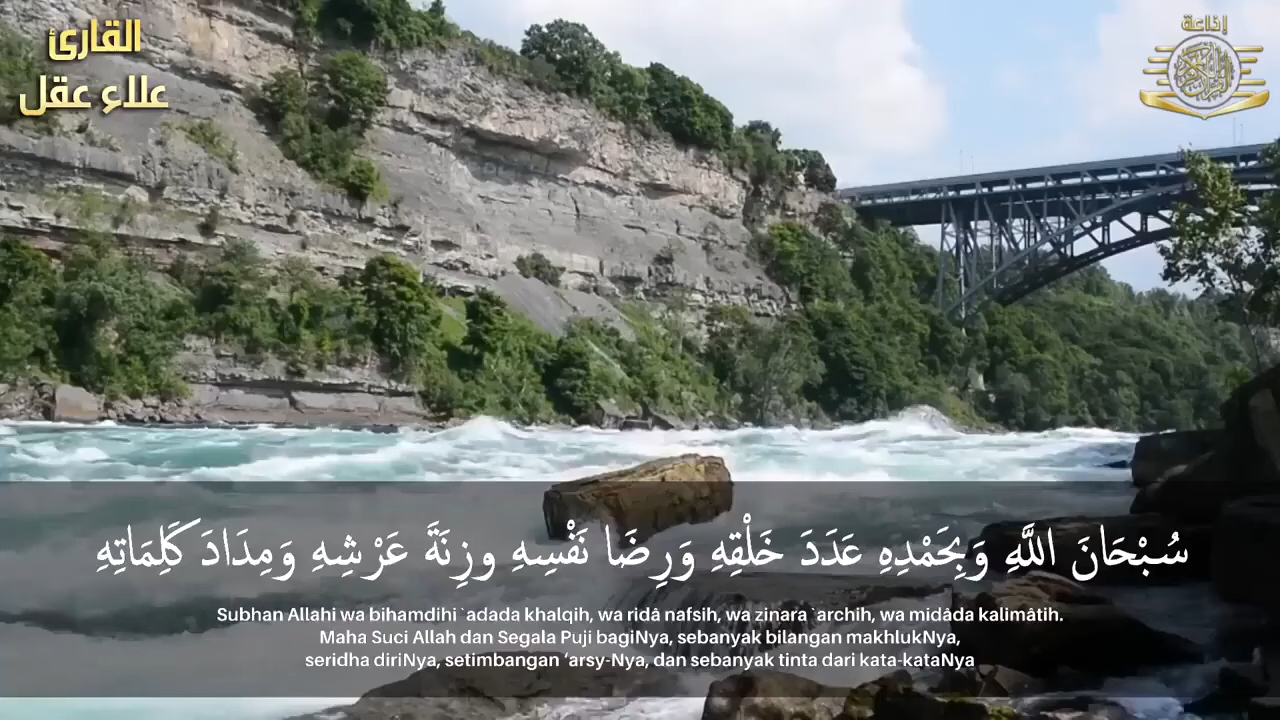 القارئ
علاء عقل
إذاعة
القرآن الكريم
سُبْحَانَ اللَّهِ وَبِحَمْدِهِ عَدَدَ خَلْقِهِ وَرِضَا نَفْسِهِ وزِنَةَ عَرْشِهِ وَمِدَادَ كَلِمَاتِهِ
Subhan Allahi wa bihamdihi `adada khalqih, wa ridâ nafsih, wa zinara `archih, wa midâda kalimâtih.
Maha Suci Allah dan Segala Puji bagiNya, sebanyak bilangan makhlukNya,
seridha diriNya, setimbangan ‘arsy-Nya, dan sebanyak tinta dari kata-kataNya